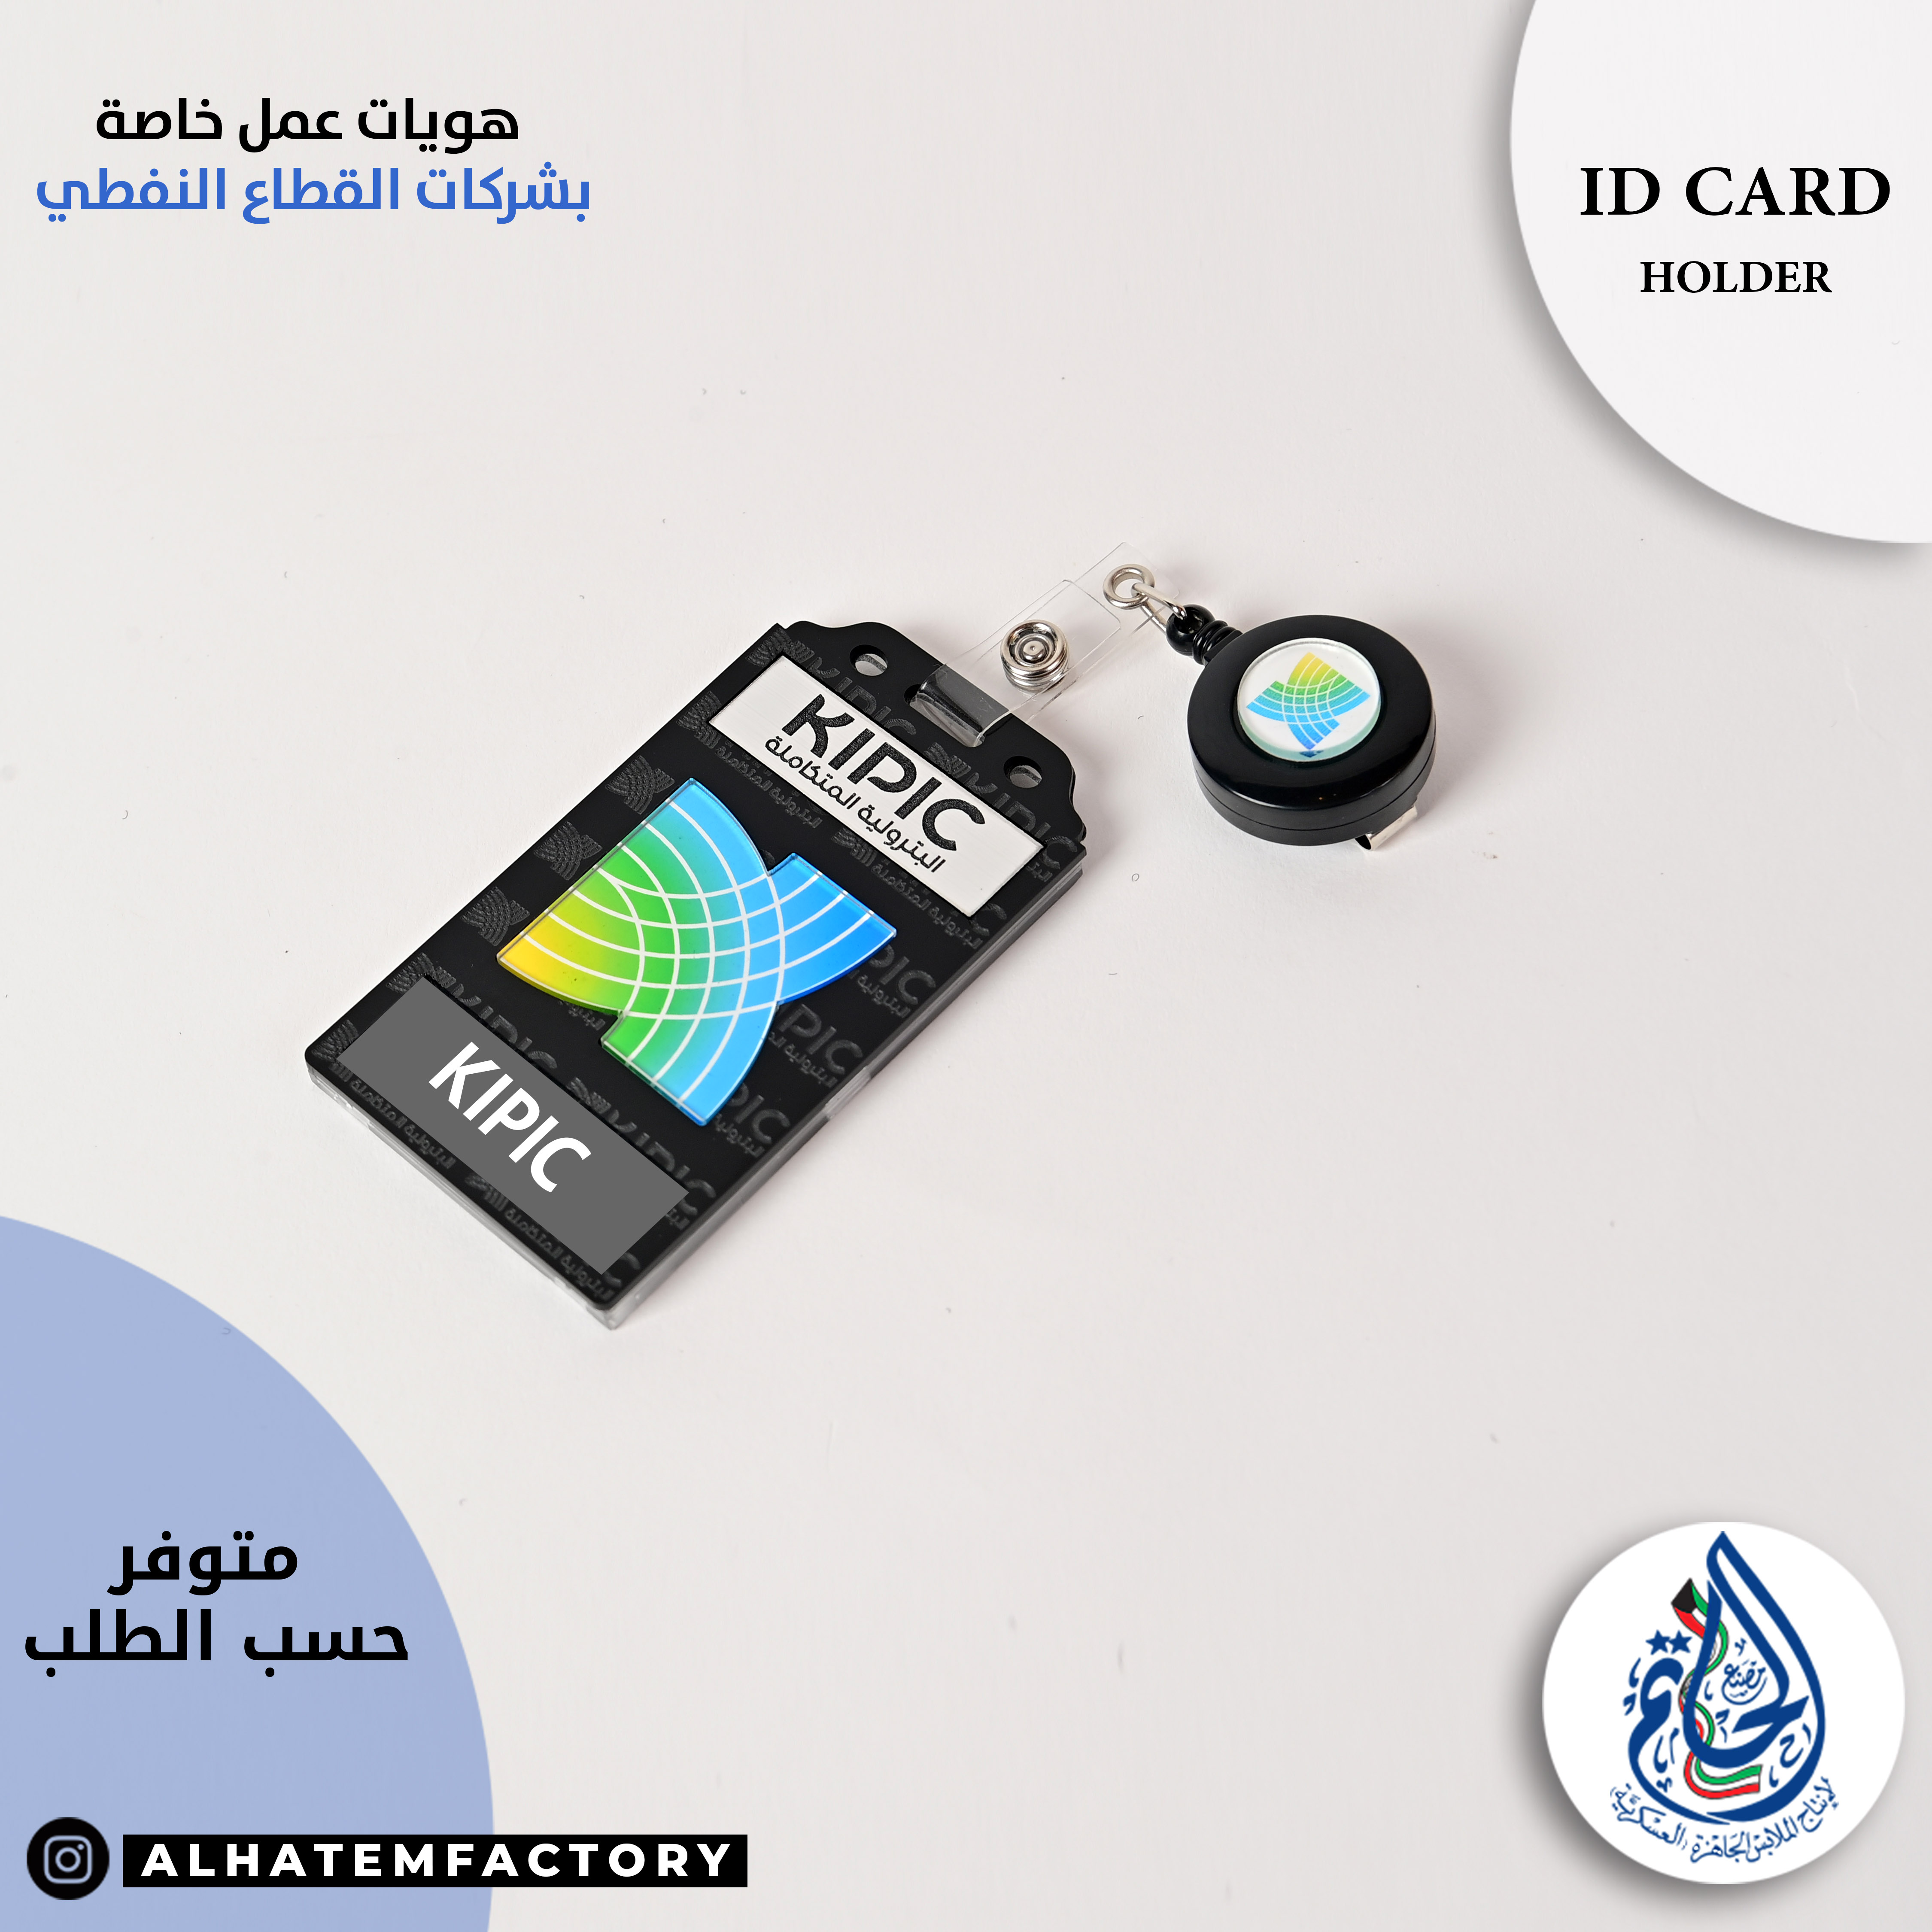 هويات عمل خاصة
بشركات القطاع النفطي
ID CARD
HOLDER
KIPIC
البترولية المتكاملة
KIPIC
متوفر
حسب الطلب
ALHATEMFACTORY
مصنع
الحاتم
لإنتاج الملابس الجاهزة (العسكرية)